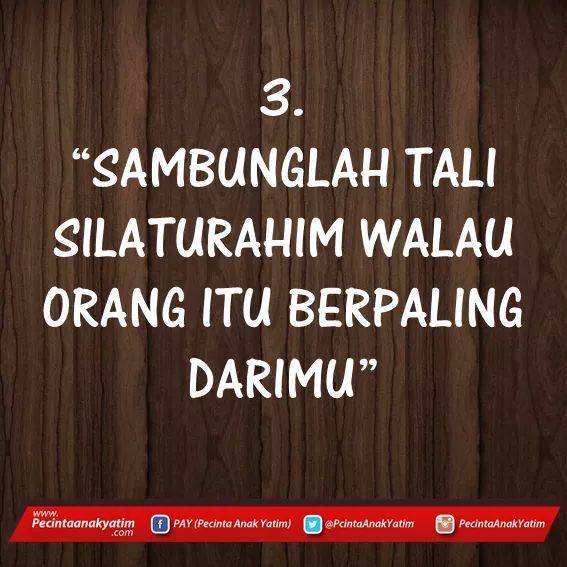 3.
“SAMBUNGLAH TALI
SILATURAHIM WALAU
ORANG ITU BERPALING
DARIMU”
www.
Pecintaanakyatim
.com
PAY (Pecinta Anak Yatim)
@PcintaAnakYatim
PecintaAnakYatim